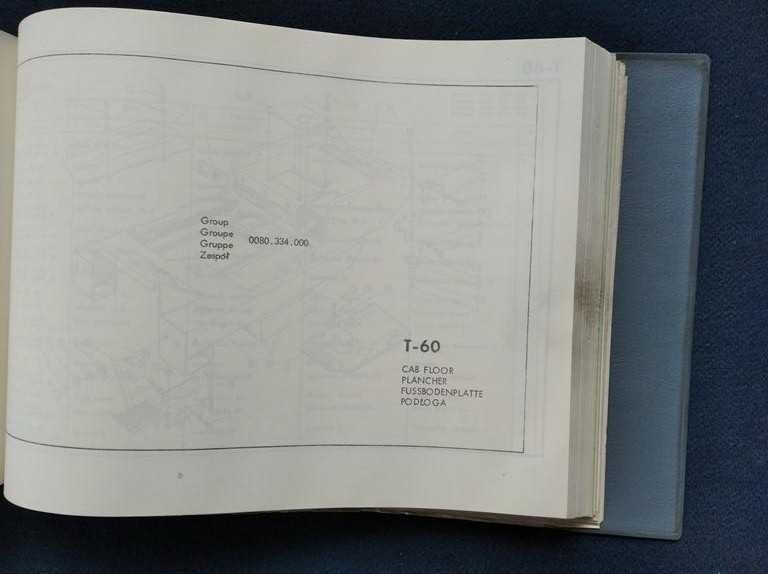 Group
Groupe
Gruppe
Zespół
0080.334.000
T-60
CAB FLOOR
PLANCHER
FUSSBODENPLATTE
PODŁOGA